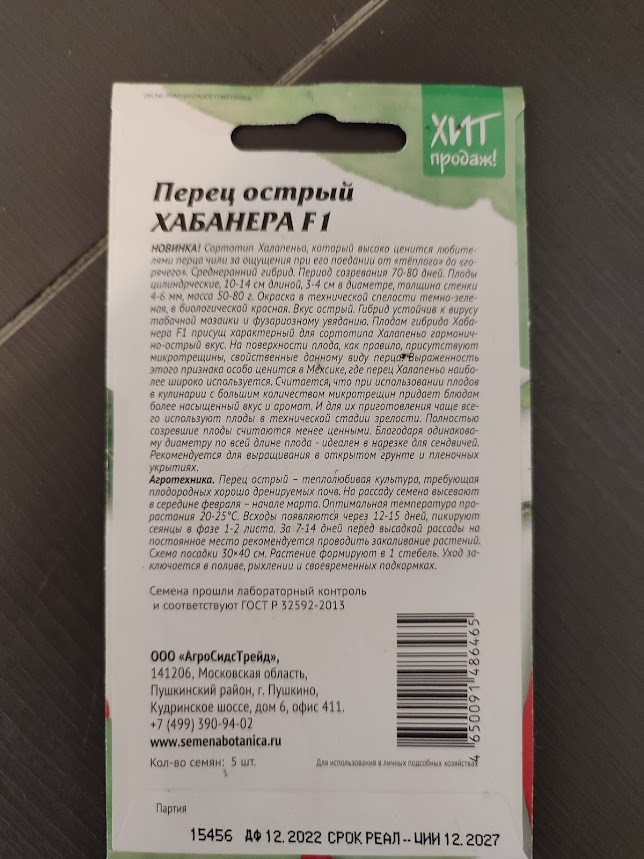 ХИТ
продаж!
Перец острый
ХАБАНЕРА F1
НОВИНКА! Сортотип Халапеньо, который высоко ценится любите-
лями перца чили за ощущения при его поедании от «тёплого» до «го-
рячего». Среднеранний гибрид. Период созревания 70-80 дней. Плоды
цилиндрические, 10-14 см длиной, 3-4 см в диаметре, толщина стенки
4-6 мм, масса 50-80 г. Окраска в технической спелости темно-зеле-
ная, в биологической красная. Вкус острый. Гибрид устойчив к вирусу
табачной мозаики и фузариозному увяданию. Плодам гибрида Хаба-
нера F1 присущ характерный для сортотипа Халапеньо гармонич-
но-острый вкус. На поверхности плода, как правило, присутствуют
микротрещины, свойственные данному виду перца. Выраженность
этого признака особо ценится в Мексике, где перец Халапеньо наибо-
лее широко используется. Считается, что при использовании плодов
в кулинарии с большим количеством микротрещин придает блюдам
более насыщенный вкус и аромат. И для их приготовления чаще все-
го используют плоды в технической стадии зрелости. Полностью
созревшие плоды считаются менее ценными. Благодаря одинаково-
му диаметру по всей длине плода - идеален в нарезке для сендвичей.
Рекомендуется для выращивания в открытом грунте и пленочных
укрытиях.
Агротехника. Перец острый – теплолюбивая культура, требующая
плодородных хорошо дренируемых почв. На рассаду семена высевают
в середине февраля – начале марта. Оптимальная температура про-
растания 20-25°С. Всходы появляются через 12-15 дней, пикируют
сеянцы в фазе 1-2 листа. За 7-14 дней перед высадкой рассады на
постоянное место рекомендуется проводить закаливание растений.
Схема посадки 30×40 см. Растение формируют в 1 стебель. Уход за-
ключается в поливе, рыхлении и своевременных подкормках.
Семена прошли лабораторный контроль
и соответствуют ГОСТ Р 32592-2013
ООО «АгроСидсТрейд»,
141206, Московская область,
Пушкинский район, г. Пушкино,
Кудринское шоссе, дом 6, офис 411.
+7 (499) 390-94-02
www.semenabotanica.ru
Кол-во семян: 5 шт.
Для использования в личных подсобных хозяйствах
4 650091 486465
Партия
15456 ДФ 12.2022 СРОК РЕАЛ--ЦИИ 12.2027